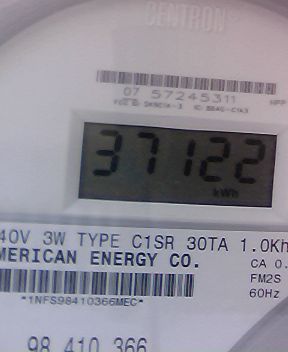 CENTRON
07 57245311
37122
kWh
40V 3W TYPE C1SR 30TA 1.0Kh
MERICAN ENERGY CO.
CA 0.
FM2S
60Hz
*1NFS98410366MEC*
98 410 366